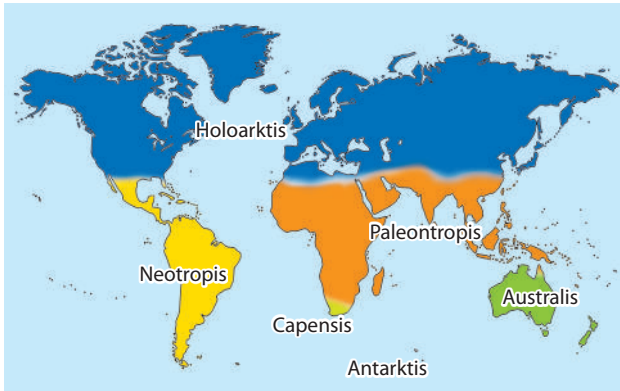 Holoarktis
Paleontropis
Neotropis
Australis
Capensis
Antarktis